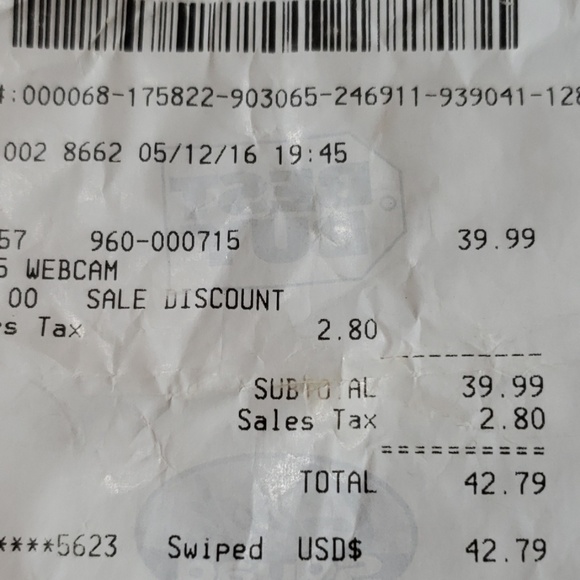 #:000068-175822-903065-246911-939041-128
002 8662 05/12/16 19:45
57 960-000715 39.99
5 WEBCAM
00 SALE DISCOUNT
s Tax 2.80
SUBTOTAL 39.99
Sales Tax 2.80
TOTAL 42.79
****5623 Swiped USD$ 42.79